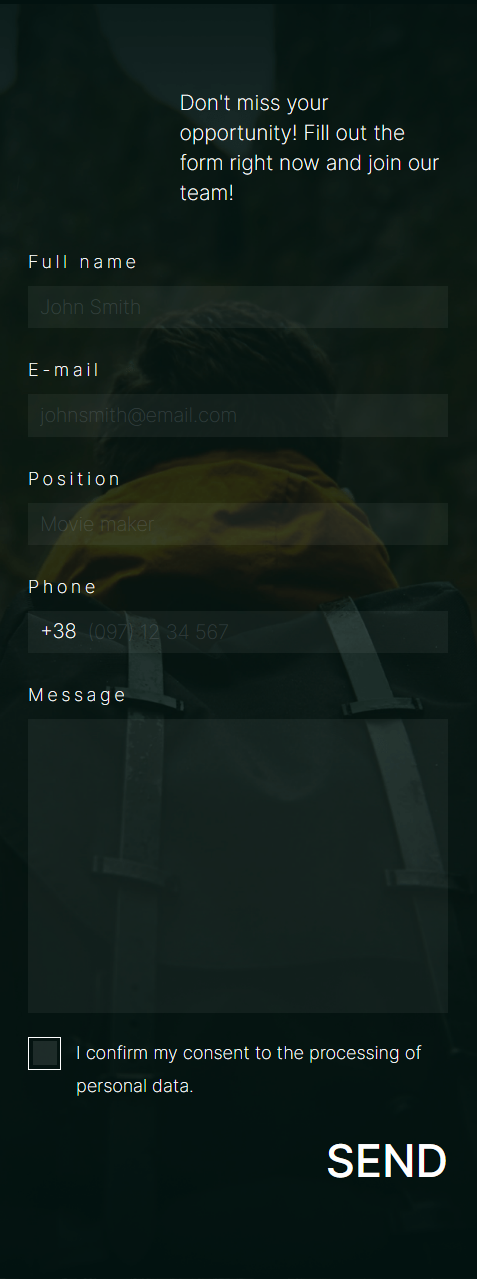 Don't miss your
opportunity! Fill out the
form right now and join our
team!
Full name
John Smith
E-mail
johnsmith@email.com
Position
Movie maker
Phone
+38 (097) 12 34 567
Message
I confirm my consent to the processing of
personal data.
SEND